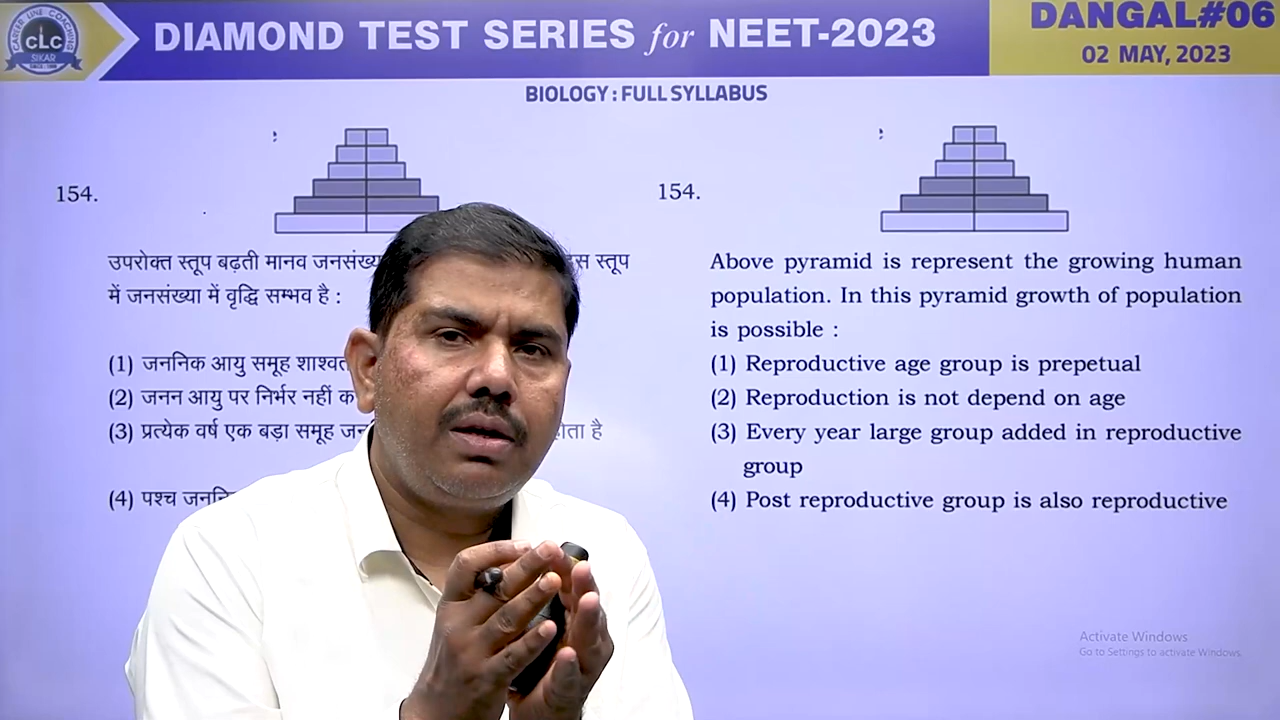 CAREER LINE COACHING
CLC
SIKAR
DIAMOND TEST SERIES for NEET-2023
DANGAL#06
02 MAY, 2023
BIOLOGY : FULL SYLLABUS
154.
उपरोक्त स्तूप बढ़ती मानव जनसंख्या स्तूप
में जनसंख्या में वृद्धि सम्भव है :
(1) जननिक आयु समूह शाश्वत
(2) जनन आयु पर निर्भर नहीं
(3) प्रत्येक वर्ष एक बड़ा समूह होता है
(4) पश्च
154.
Above pyramid is represent the growing human
population. In this pyramid growth of population
is possible :
(1) Reproductive age group is prepetual
(2) Reproduction is not depend on age
(3) Every year large group added in reproductive
group
(4) Post reproductive group is also reproductive
Activate Windows
Go to Settings to activate Windows.